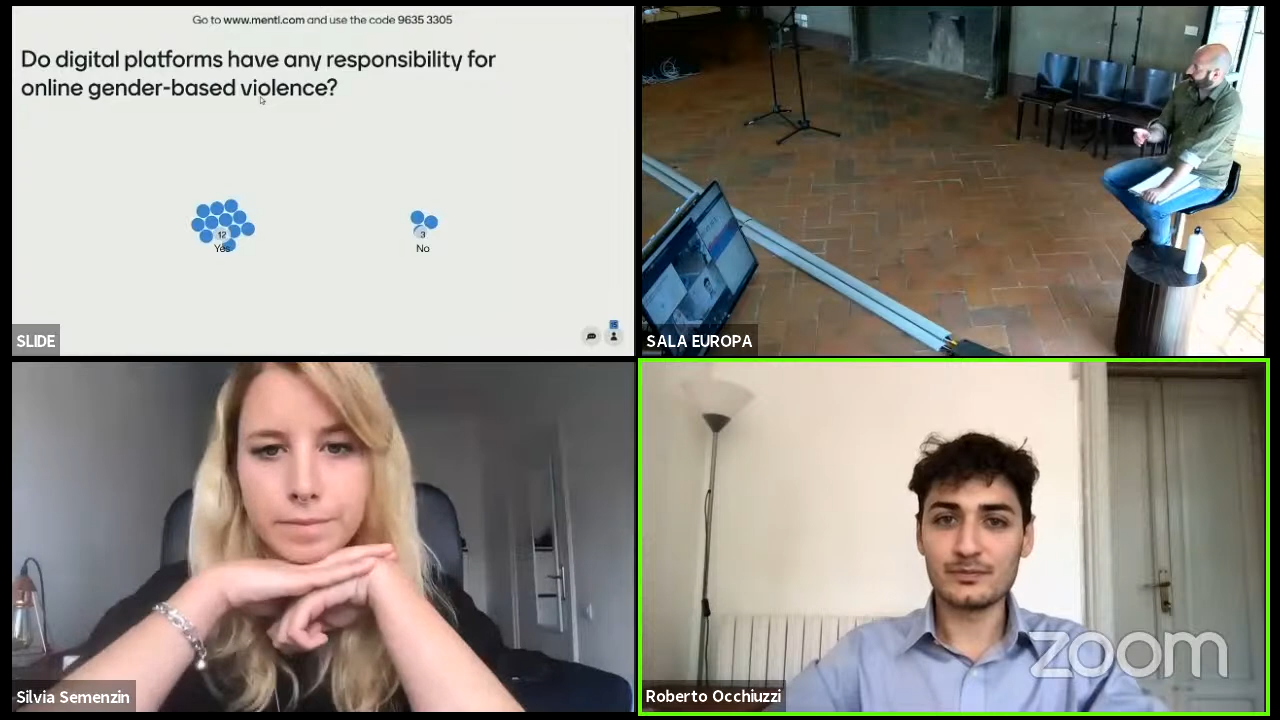 Go to www.menti.com and use the code 9635 3305
Do digital platforms have any responsibility for
online gender-based violence?
12
Yes
3
No
15
SLIDE
SALA EUROPA
Silvia Semenzin
Roberto Occhiuzzi
zoom